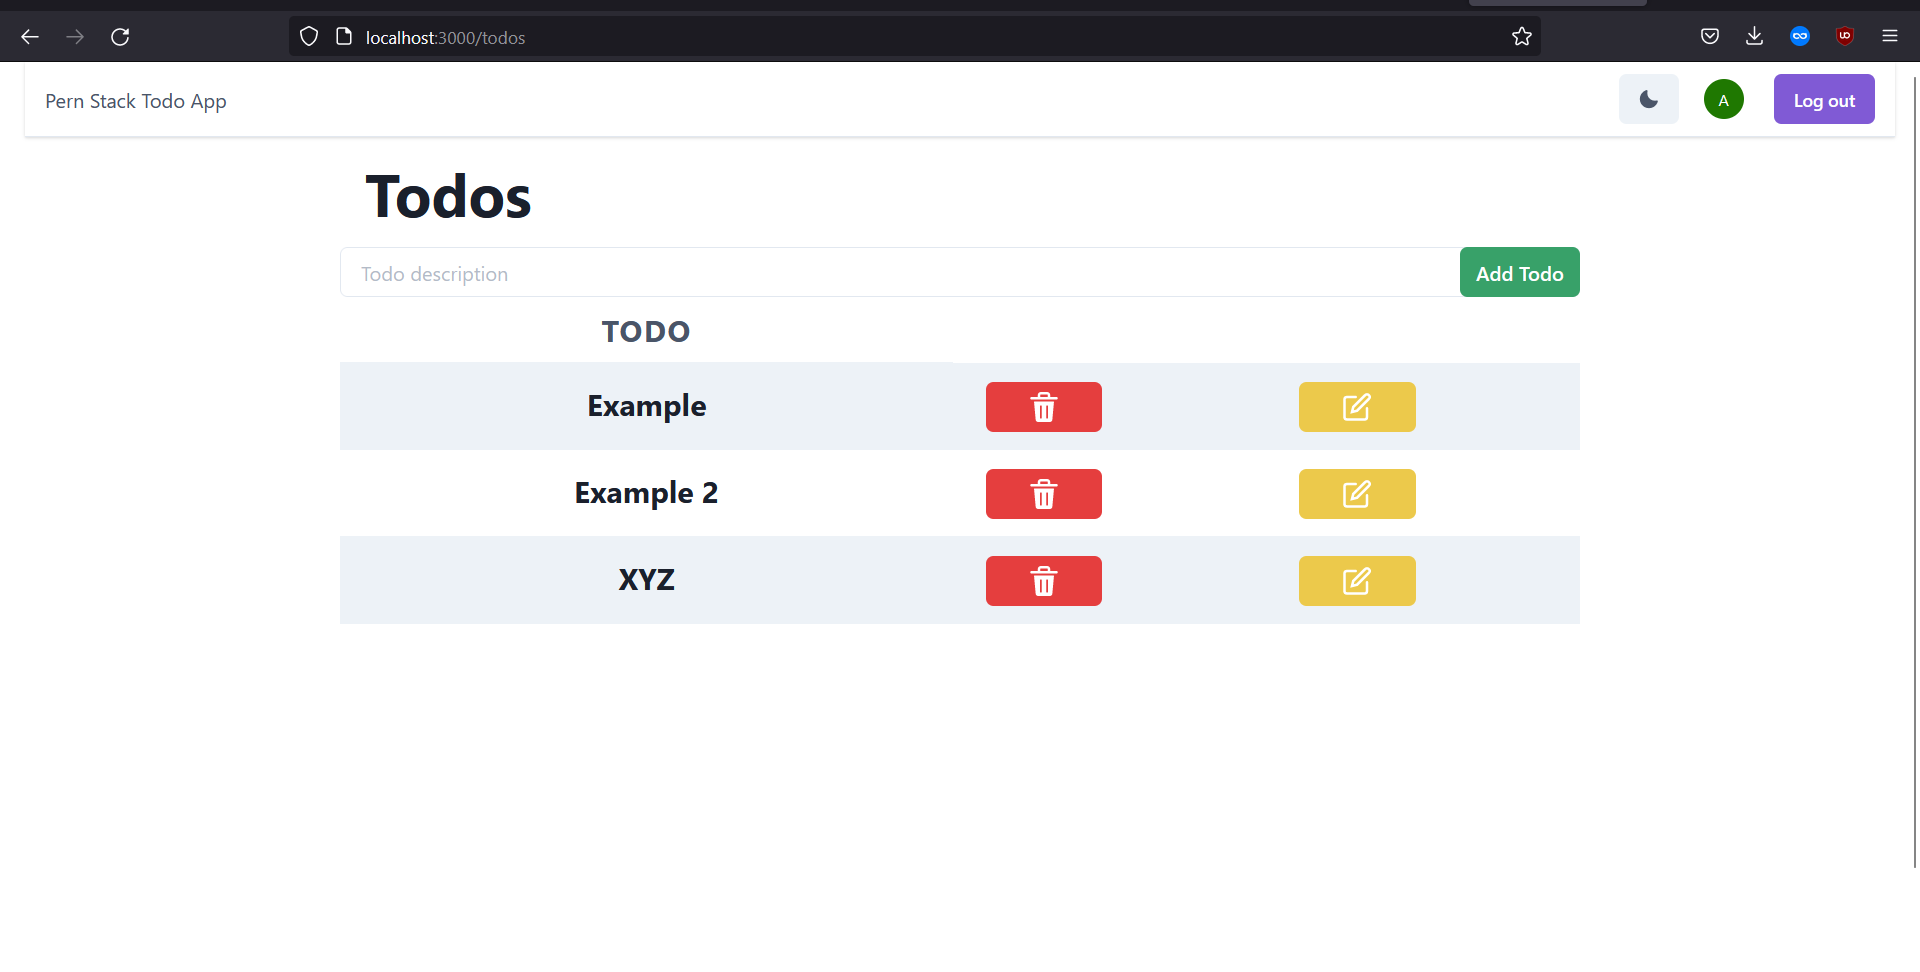 localhost:3000/todos
Pern Stack Todo App
A
Log out
Todos
Todo description
Add Todo
TODO
Example
Example 2
XYZ